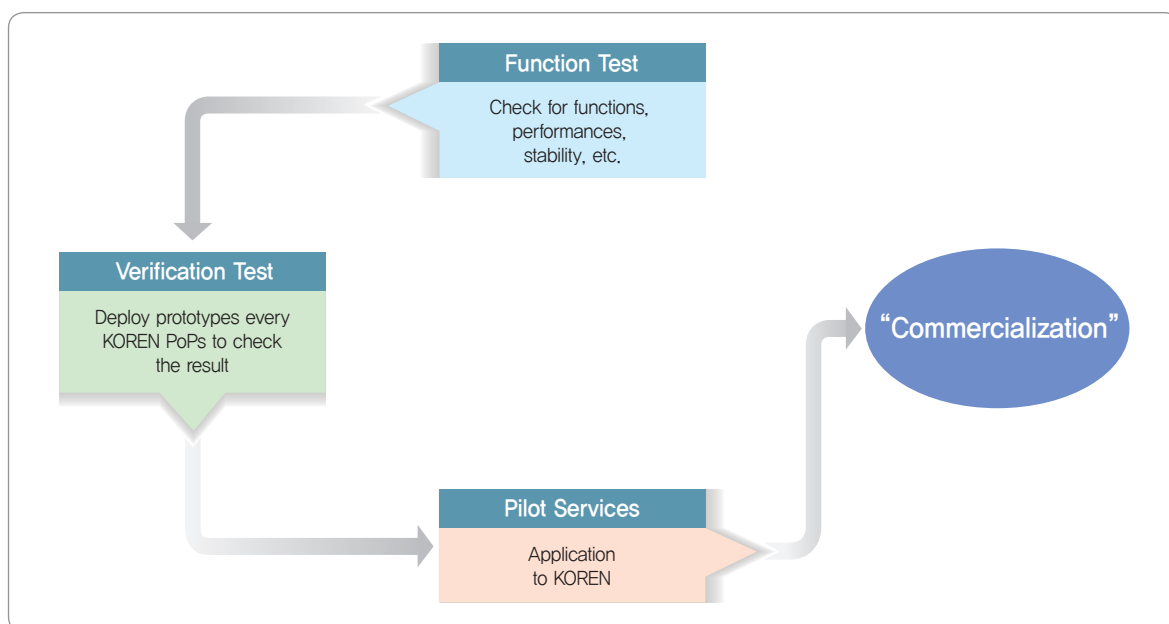 Function Test
Check for functions,
performances,
stability, etc.
Verification Test
Deploy prototypes every
KOREN PoPs to check
the result
Pilot Services
Application
to KOREN
“Commercialization”